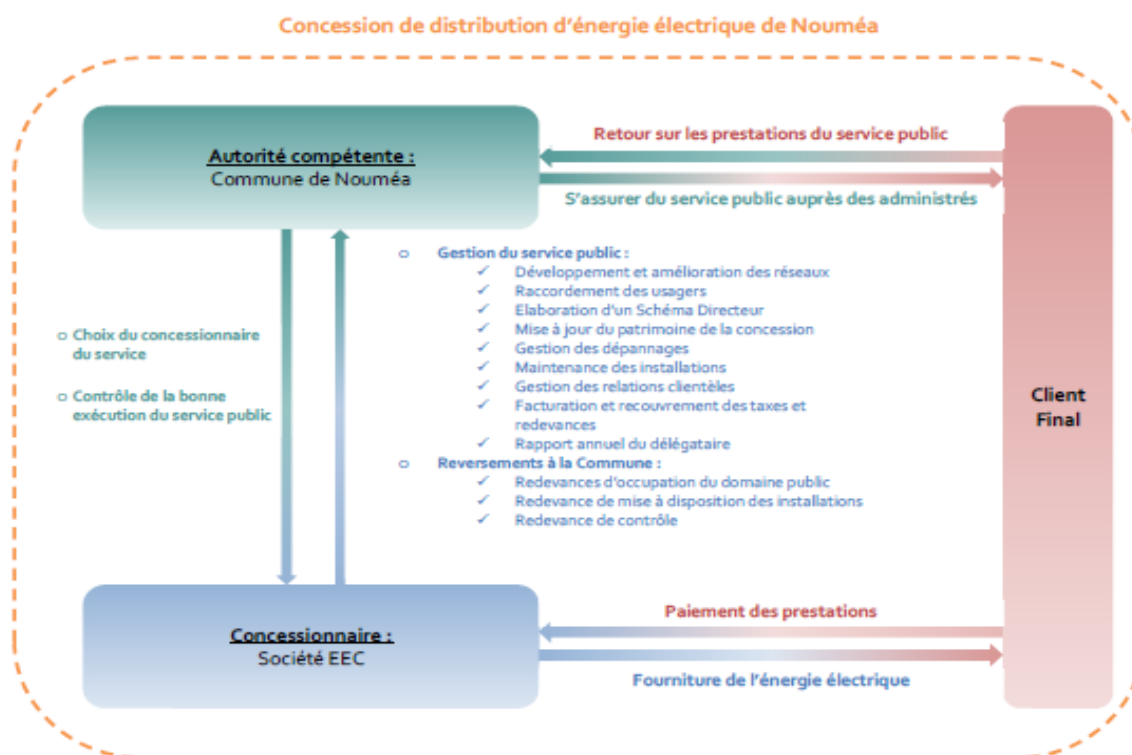 Concession de distribution d'énergie électrique de Nouméa
Autorité compétente :
Commune de Nouméa
Retour sur les prestations du service public
S'assurer du service public auprès des administrés
o Choix du concessionnaire
du service
o Contrôle de la bonne
exécution du service public
o Gestion du service public :
✓ Développement et amélioration des réseaux
✓ Raccordement des usagers
✓ Elaboration d'un Schéma Directeur
✓ Mise à jour du patrimoine de la concession
✓ Gestion des dépannages
✓ Maintenance des installations
✓ Gestion des relations clientèles
✓ Facturation et recouvrement des taxes et
redevances
✓ Rapport annuel du délégataire
o Reversements à la Commune :
✓ Redevances d'occupation du domaine public
✓ Redevance de mise à disposition des installations
✓ Redevance de contrôle
Client
Final
Concessionnaire :
Société EEC
Paiement des prestations
Fourniture de l'énergie électrique